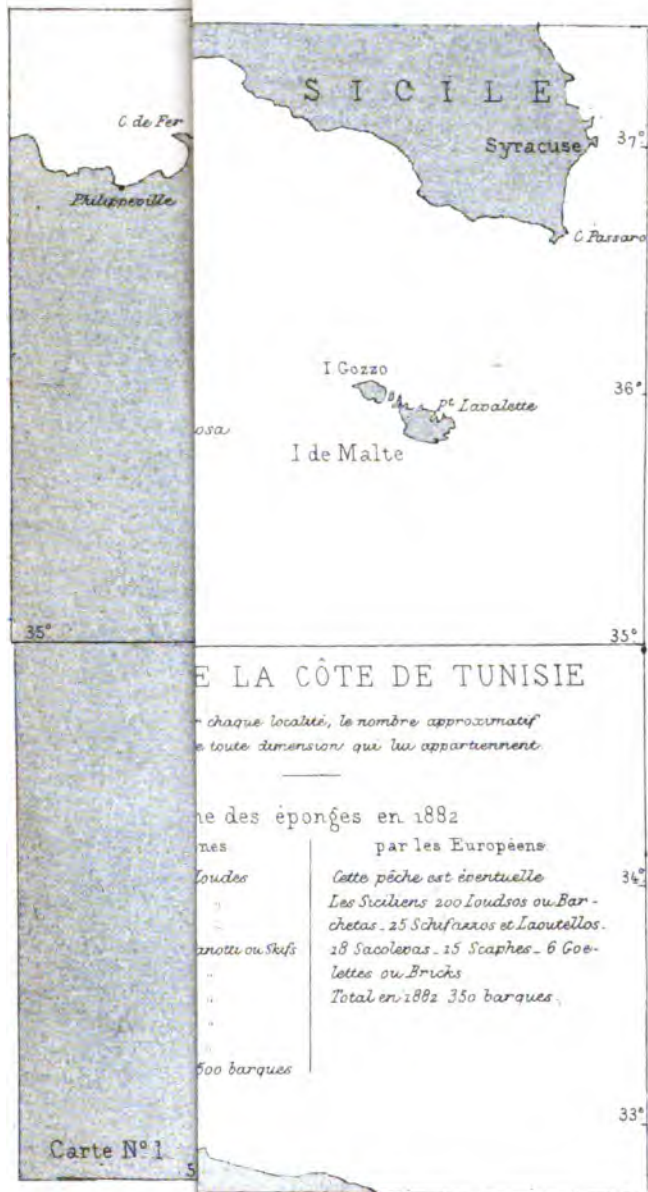 SICILE
C. de Fer
Syracuse
37°
Philippeville
C. Passaro
I Gozzo
36°
Pt. Lavalette
osa
I de Malte
35°
35°
E LA CÔTE DE TUNISIE
chaque localité, le nombre approximatif
e toute dimension qui lui appartiennent.
he des éponges en 1882
nes
Loudes
"
"
anotti ou Skifs
"
"
"
500 barques
par les Européens
Cette pêche est éventuelle
Les Siciliens 200 Loudsos ou Bar-
chetas _ 25 Schifazzos et Laoutellos.
18 Sacolevas _ 15 Scaphes _ 6 Goe-
lettes ou Bricks
Total en 1882 350 barques.
34°
33°
Carte N° 1
5